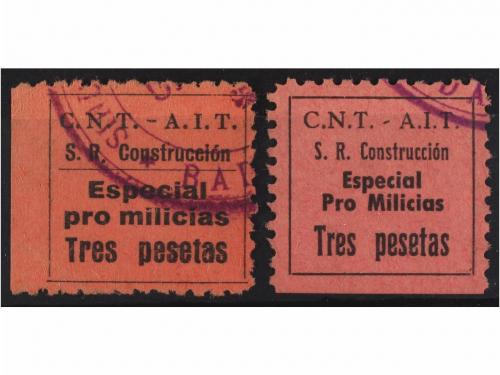 C.N.T. - A.I.T.
S. R. Construcción
Especial
pro milicias
Tres pesetas
C.N.T. - A.I.T.
S. R. Construcción
Especial
Pro Milicias
Tres pesetas